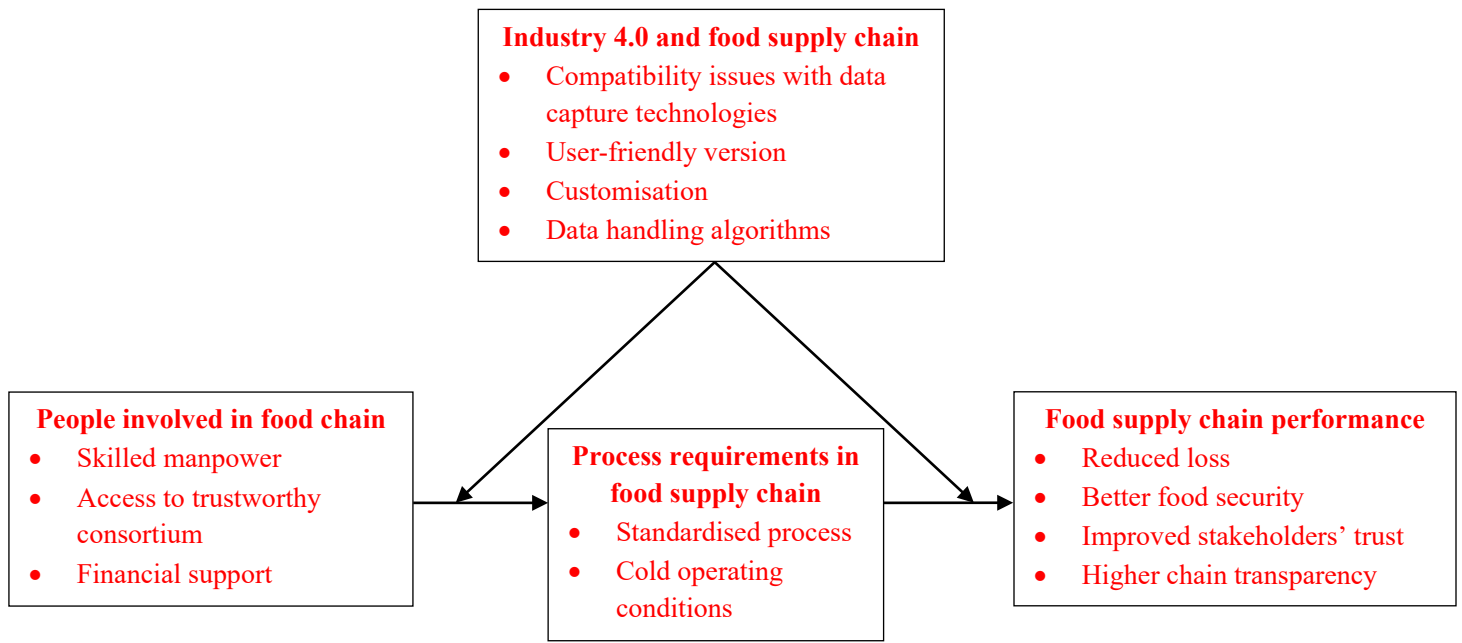 Industry 4.0 and food supply chain
• Compatibility issues with data
capture technologies
• User-friendly version
• Customisation
• Data handling algorithms
People involved in food chain
• Skilled manpower
• Access to trustworthy
consortium
• Financial support
Process requirements in
food supply chain
• Standardised process
• Cold operating
conditions
Food supply chain performance
• Reduced loss
• Better food security
• Improved stakeholders’ trust
• Higher chain transparency